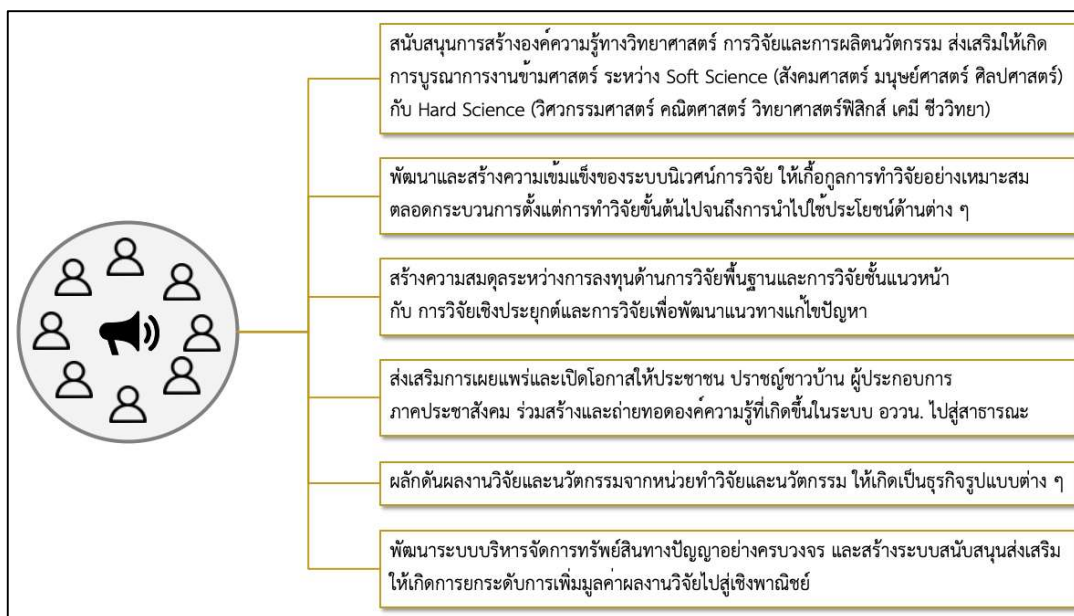 สนับสนุนการสร้างองค์ความรู้ทางวิทยาศาสตร์ การวิจัยและการผลิตนวัตกรรม ส่งเสริมให้เกิด
การบูรณาการงานข้ามศาสตร์ ระหว่าง Soft Science (สังคมศาสตร์ มนุษย์ศาสตร์ ศิลปศาสตร์)
กับ Hard Science (วิศวกรรมศาสตร์ คณิตศาสตร์ วิทยาศาสตร์ฟิสิกส์ เคมี ชีววิทยา)
พัฒนาและสร้างความเข้มแข็งของระบบนิเวศน์การวิจัย ให้เกื้อกูลการทำวิจัยอย่างเหมาะสม
ตลอดกระบวนการตั้งแต่การทำวิจัยขั้นต้นไปจนถึงการนำไปใช้ประโยชน์ด้านต่าง ๆ
สร้างความสมดุลระหว่างการลงทุนด้านการวิจัยพื้นฐานและการวิจัยชั้นแนวหน้า
กับ การวิจัยเชิงประยุกต์และการวิจัยเพื่อพัฒนาแนวทางแก้ไขปัญหา
ส่งเสริมการเผยแพร่และเปิดโอกาสให้ประชาชน ปราชญ์ชาวบ้าน ผู้ประกอบการ
ภาคประชาสังคม ร่วมสร้างและถ่ายทอดองค์ความรู้ที่เกิดขึ้นในระบบ อววน. ไปสู่สาธารณะ
ผลักดันผลงานวิจัยและนวัตกรรมจากหน่วยทำวิจัยและนวัตกรรม ให้เกิดเป็นธุรกิจรูปแบบต่าง ๆ
พัฒนาระบบบริหารจัดการทรัพย์สินทางปัญญาอย่างครบวงจร และสร้างระบบสนับสนุนส่งเสริม
ให้เกิดการยกระดับการเพิ่มมูลค่าผลงานวิจัยไปสู่เชิงพาณิชย์